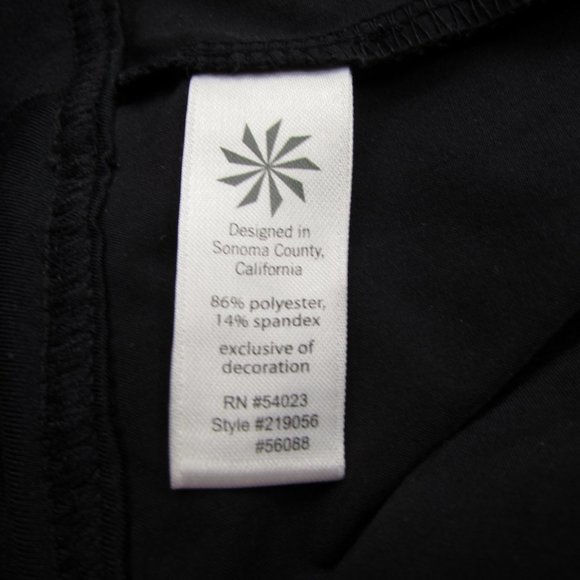 Designed in
Sonoma County,
California
86% polyester,
14% spandex
exclusive of
decoration
RN #54023
Style #219056
#56088